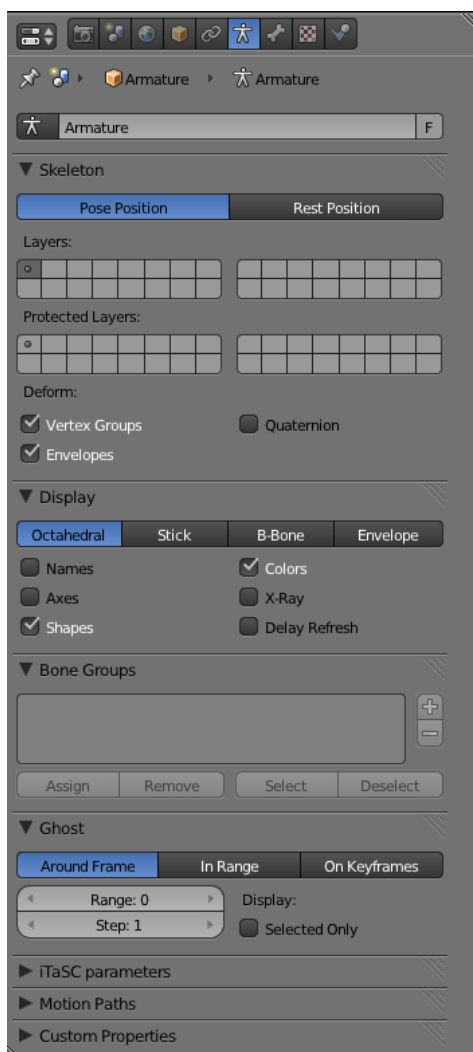 Armature Armature
Armature F
Skeleton
Pose Position Rest Position
Layers:
Protected Layers:
Deform:
Vertex Groups Quaternion
Envelopes
Display
Octahedral Stick B-Bone Envelope
Names Colors
Axes X-Ray
Shapes Delay Refresh
Bone Groups
Assign Remove Select Deselect
Ghost
Around Frame In Range On Keyframes
Range: 0 Display:
Step: 1 Selected Only
iTaSC parameters
Motion Paths
Custom Properties